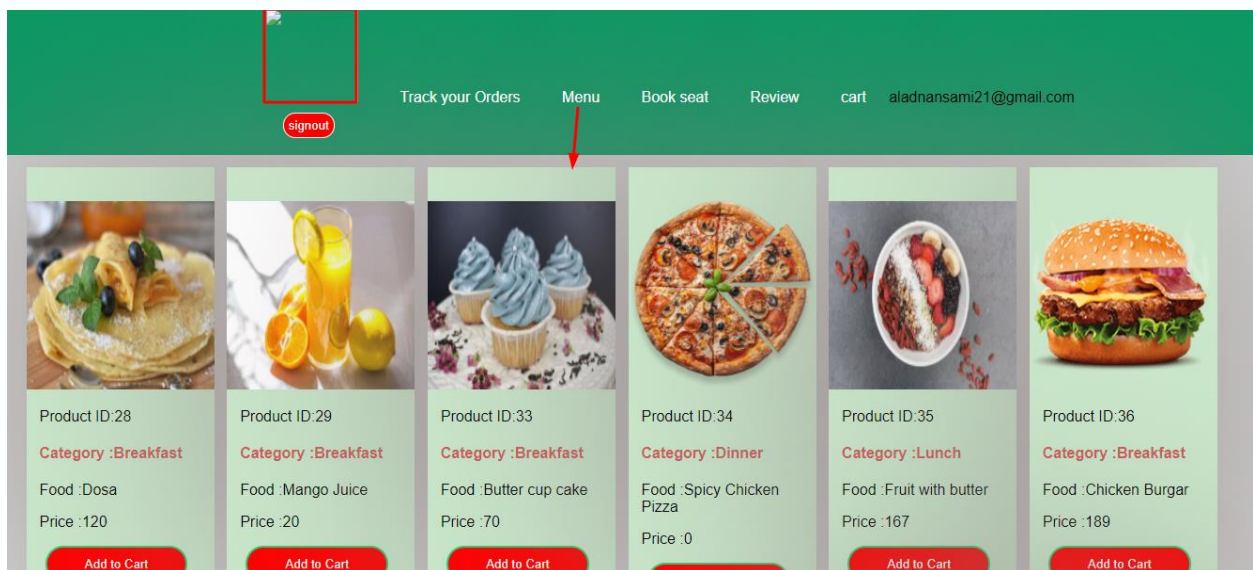 Track your Orders
Menu
Book seat
Review
cart
aladnansami21@gmail.com
signout
Product ID:28
Category :Breakfast
Food :Dosa
Price :120
Add to Cart
Product ID:29
Category :Breakfast
Food :Mango Juice
Price :20
Add to Cart
Product ID:33
Category :Breakfast
Food :Butter cup cake
Price :70
Add to Cart
Product ID:34
Category :Dinner
Food :Spicy Chicken
Pizza
Price :0
Product ID:35
Category :Lunch
Food :Fruit with butter
Price :167
Add to Cart
Product ID:36
Category :Breakfast
Food :Chicken Burgar
Price :189
Add to Cart